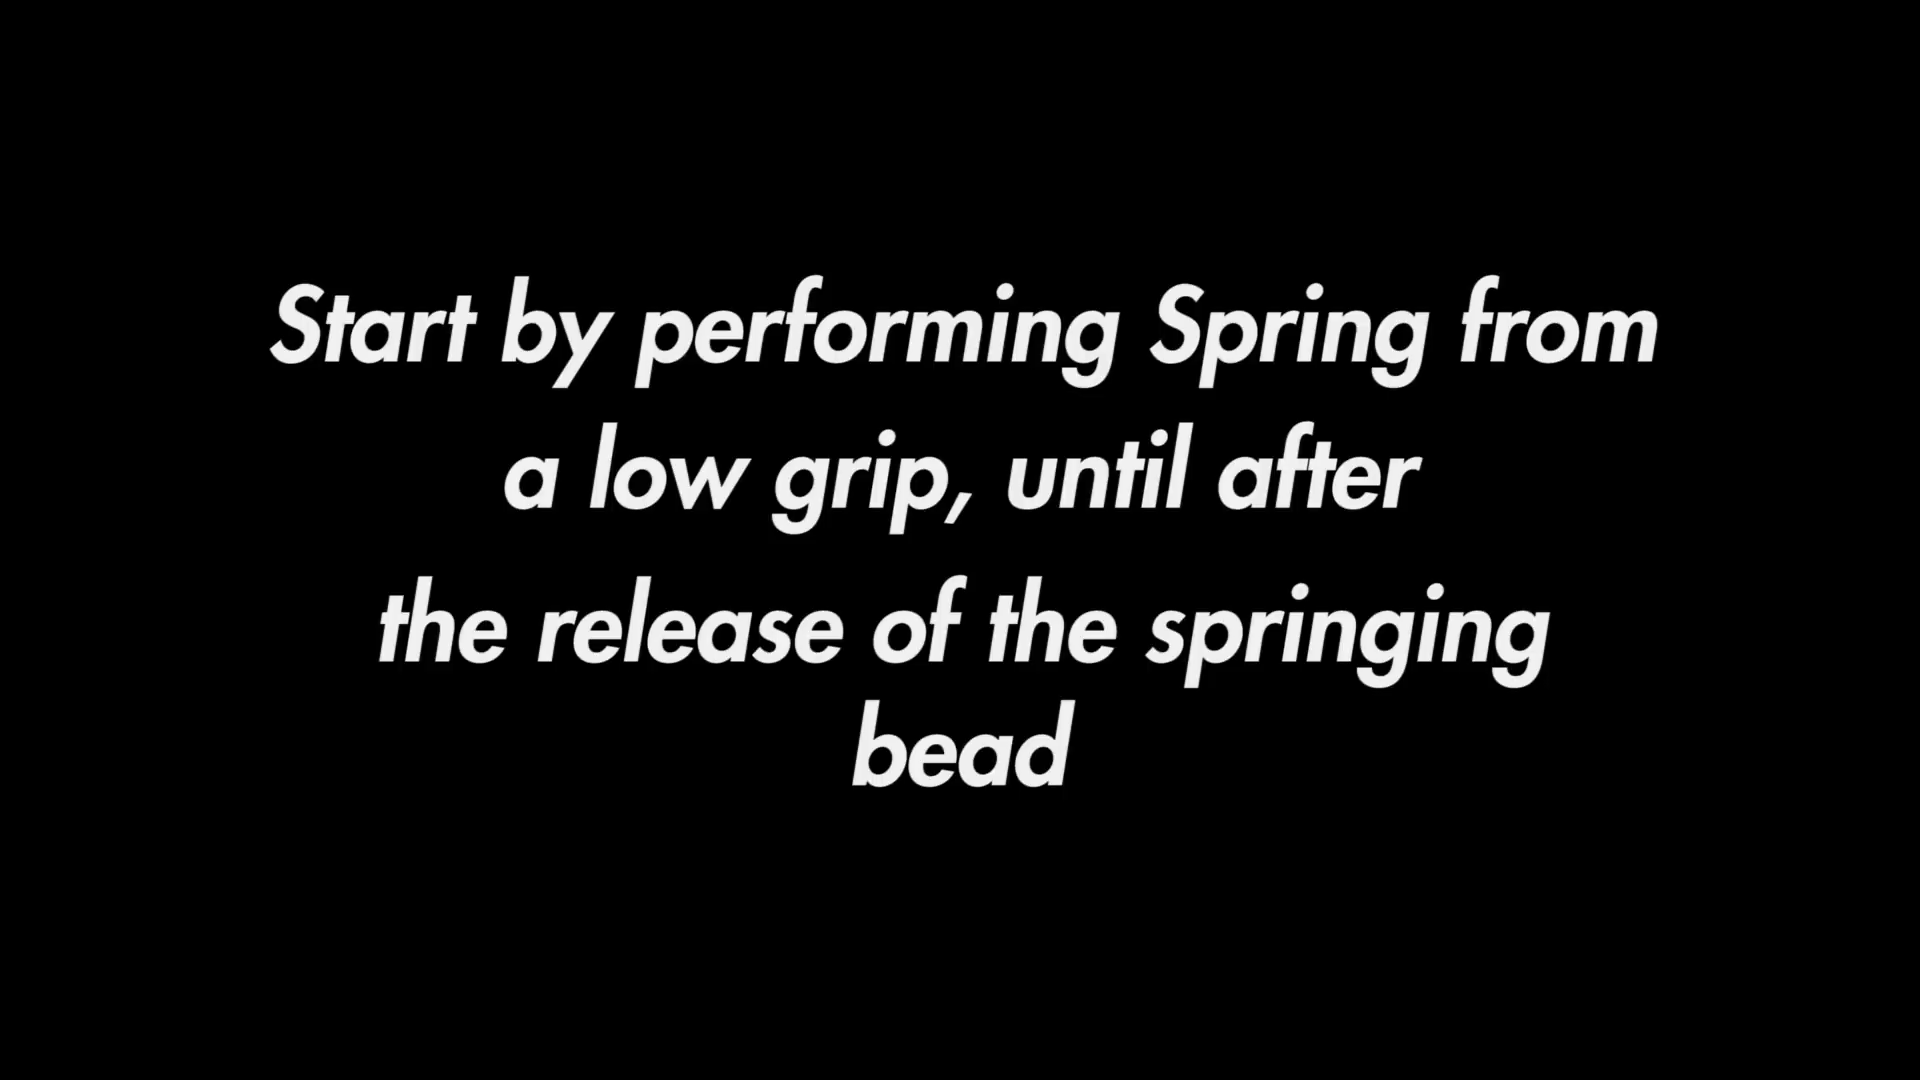 Start by performing Spring from
a low grip, until after
the release of the springing
bead